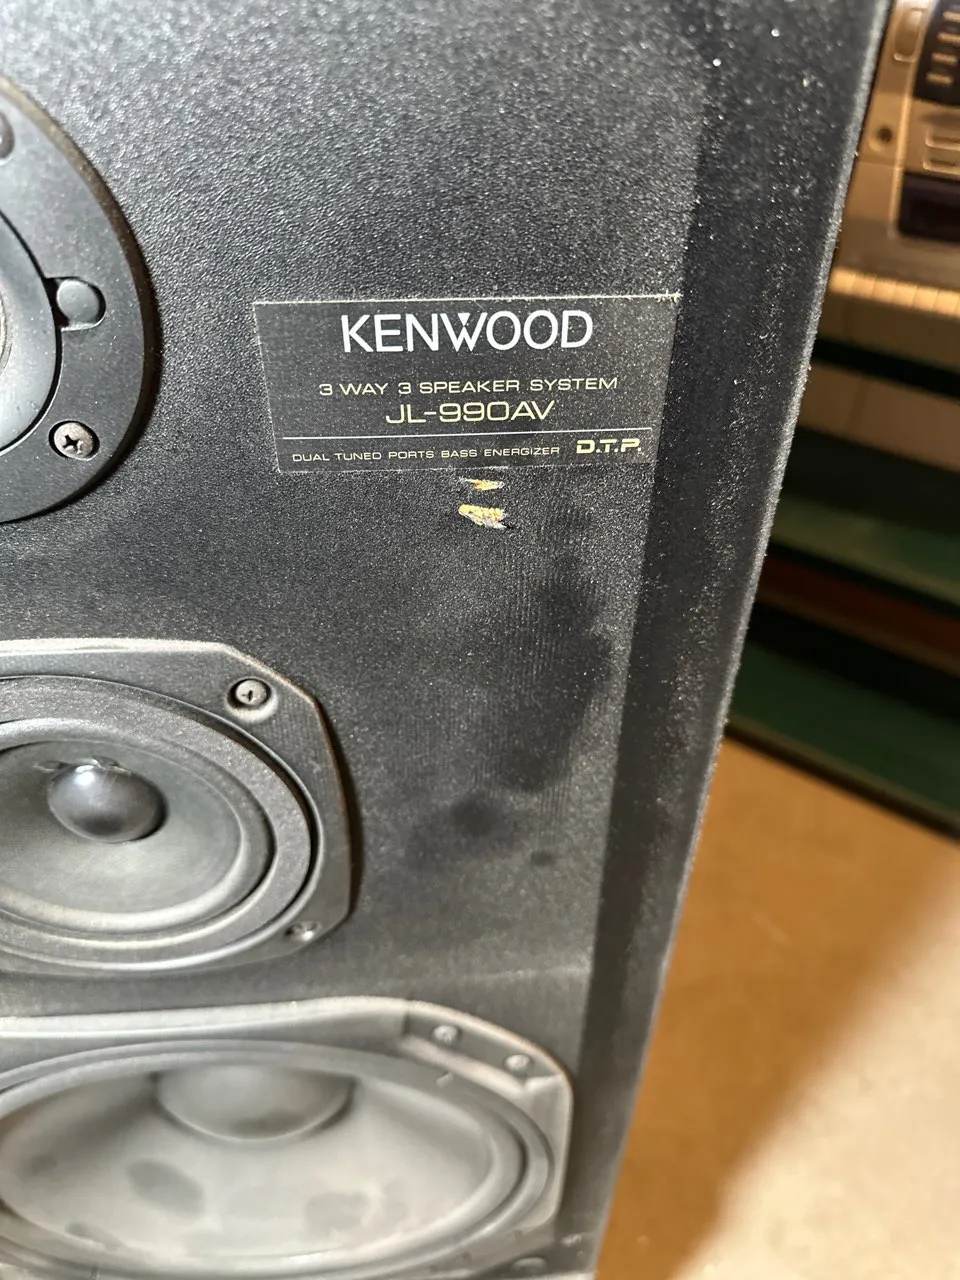 KENWOOD
3 WAY 3 SPEAKER SYSTEM
JL-990AV
DUAL TUNED PORTS BASS ENERGIZER D.T.P.